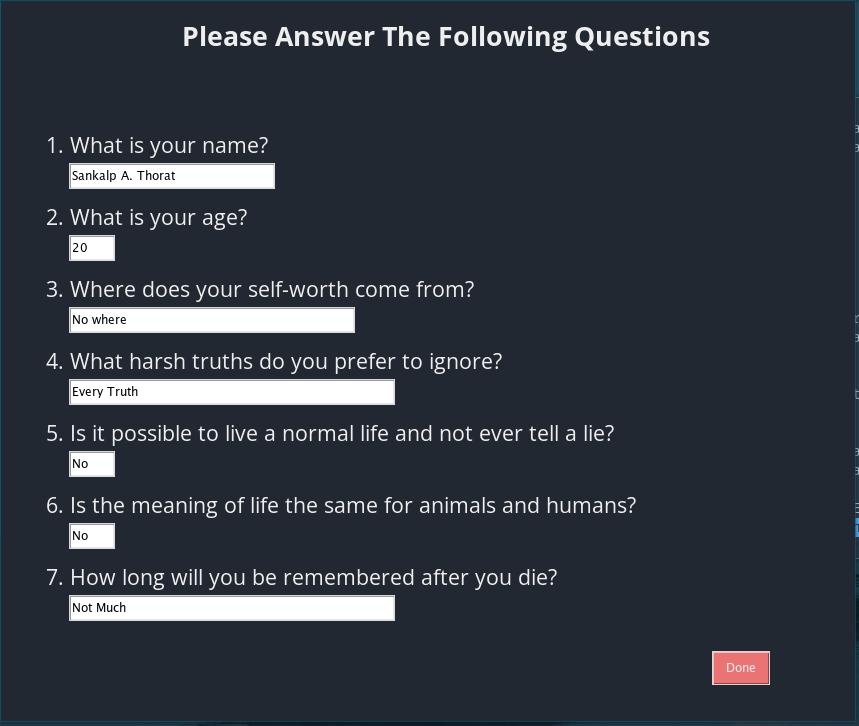 Please Answer The Following Questions
1. What is your name?
Sankalp A. Thorat
2. What is your age?
20
3. Where does your self-worth come from?
No where
4. What harsh truths do you prefer to ignore?
Every Truth
5. Is it possible to live a normal life and not ever tell a lie?
No
6. Is the meaning of life the same for animals and humans?
No
7. How long will you be remembered after you die?
Not Much
Done